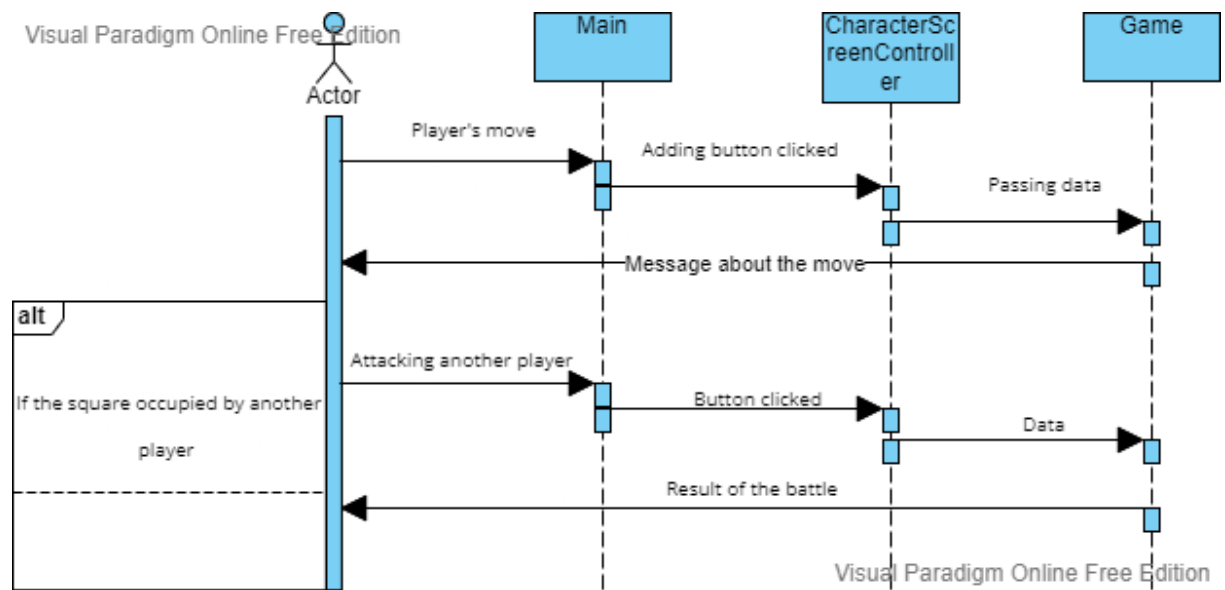 Visual Paradigm Online Free Edition
Actor
Main
CharacterSc
reenControll
er
Game
Player's move
Adding button clicked
Passing data
Message about the move
alt
Attacking another player
If the square occupied by another
player
Button clicked
Data
Result of the battle
Visual Paradigm Online Free Edition